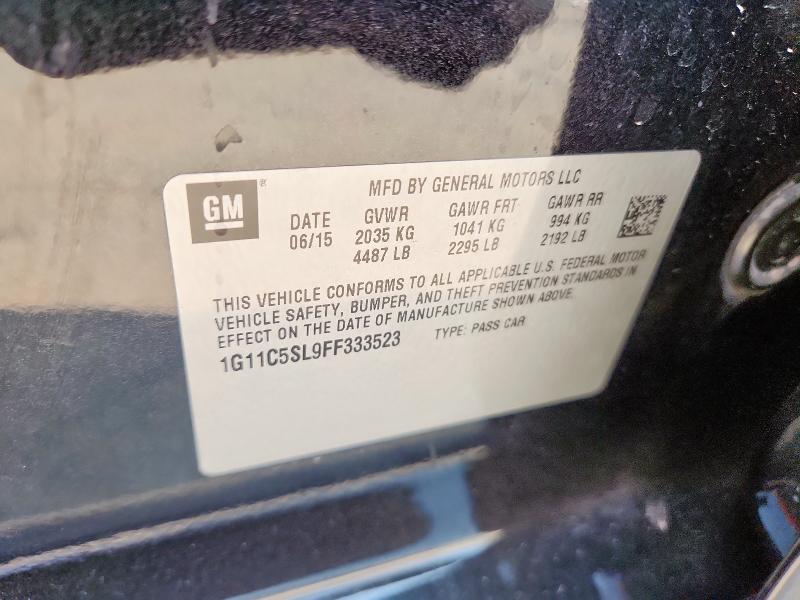 GM®
MFD BY GENERAL MOTORS LLC
DATE GVWR GAWR FRT GAWR RR
06/15 2035 KG 1041 KG 994 KG
4487 LB 2295 LB 2192 LB
THIS VEHICLE CONFORMS TO ALL APPLICABLE U.S. FEDERAL MOTOR
VEHICLE SAFETY, BUMPER, AND THEFT PREVENTION STANDARDS IN
EFFECT ON THE DATE OF MANUFACTURE SHOWN ABOVE.
1G11C5SL9FF333523 TYPE: PASS CAR